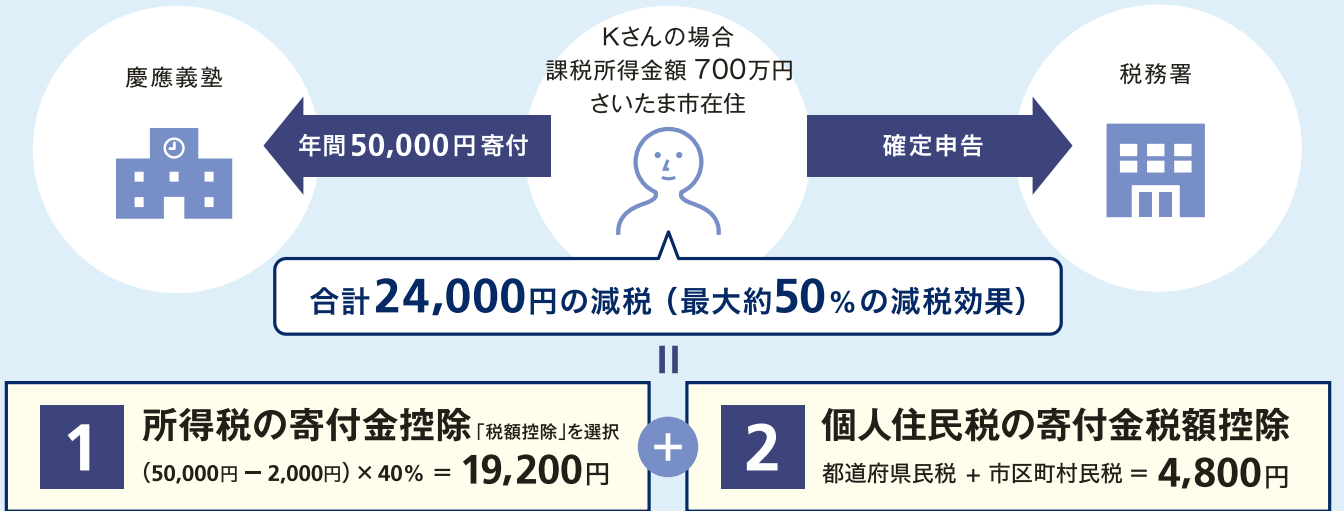 慶應義塾
Kさんの場合
課税所得金額 700万円
さいたま市在住
税務署
年間50,000円寄付
確定申告
合計24,000円の減税（最大約50%の減税効果）
1
所得税の寄付金控除「税額控除」を選択
（50,000円 − 2,000円）× 40% = 19,200円
+
2
個人住民税の寄付金税額控除
都道府県民税 + 市区町村民税 = 4,800円